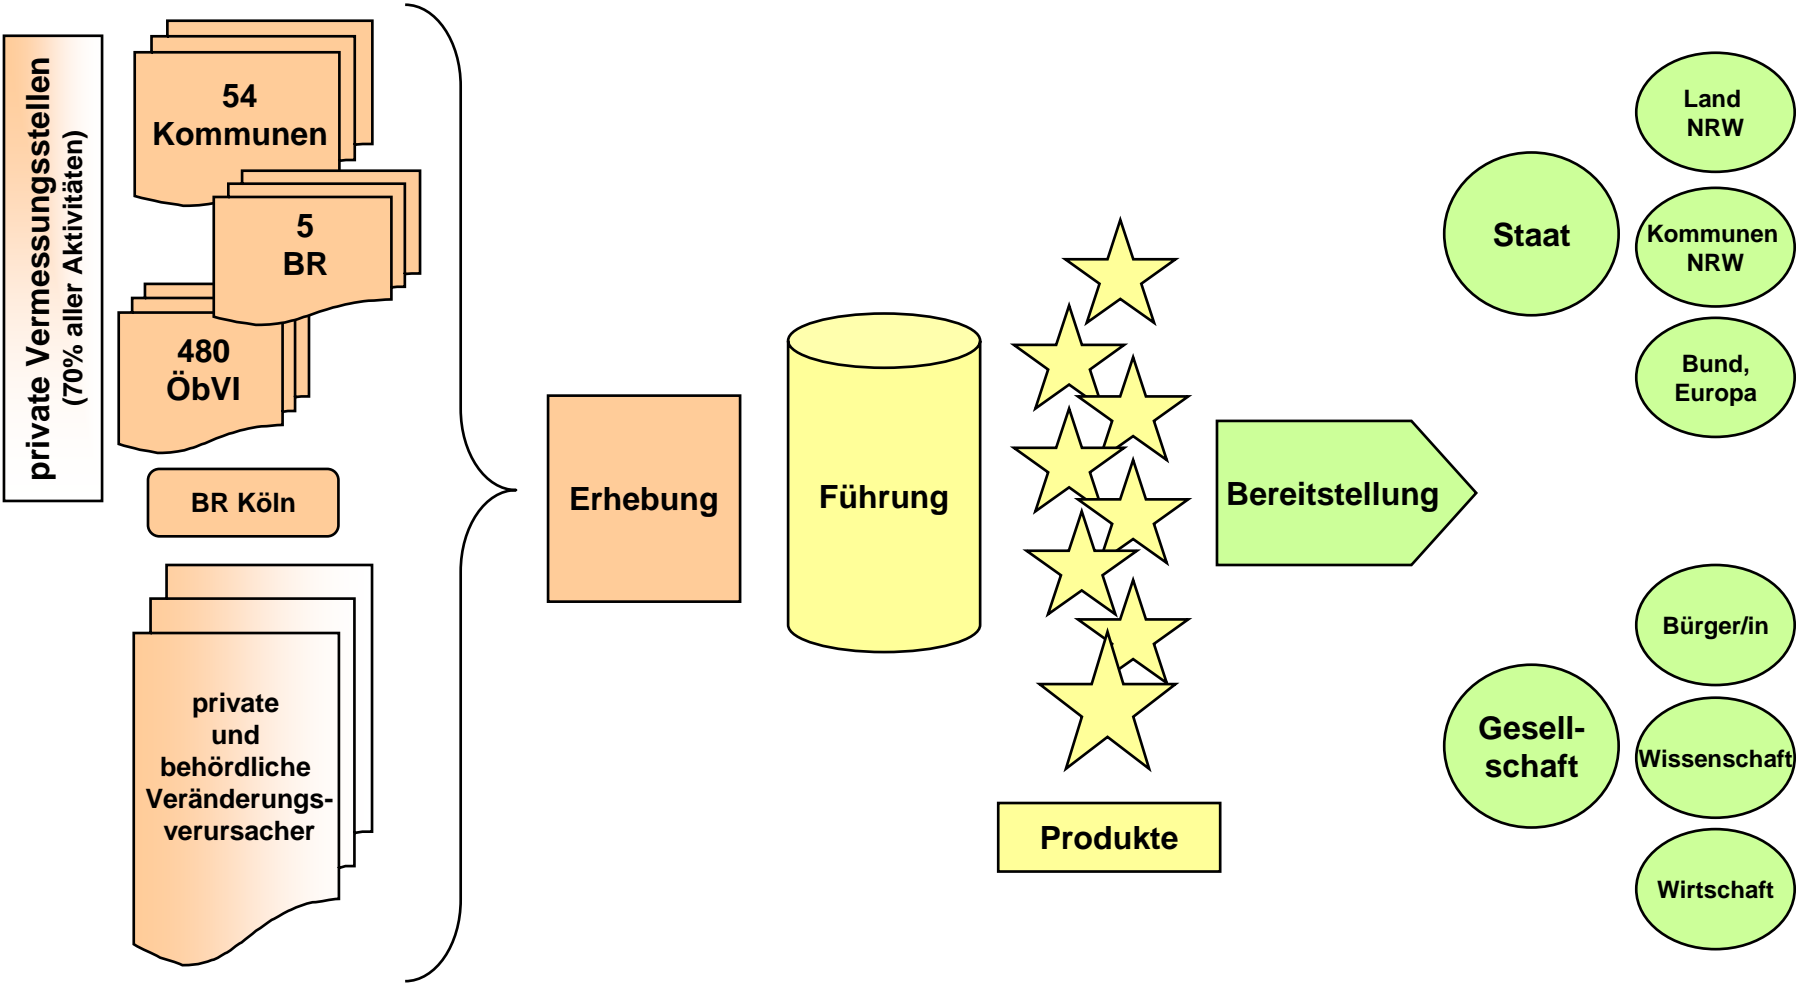 private Vermessungsstellen
(70% aller Aktivitäten)
54
Kommunen
5
BR
480
ÖbVI
BR Köln
private
und
behördliche
Veränderungs-
verursacher
Erhebung
Führung
Produkte
Bereitstellung
Staat
Land
NRW
Kommunen
NRW
Bund,
Europa
Gesell-
schaft
Bürger/in
Wissenschaft
Wirtschaft